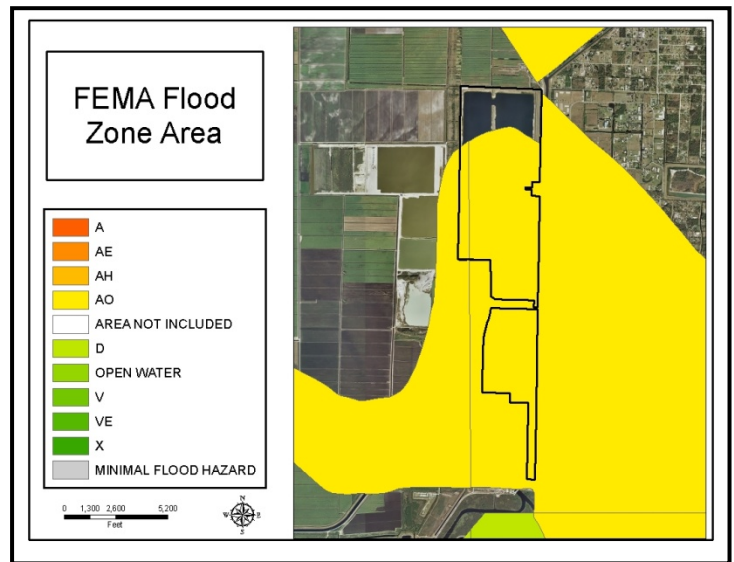 FEMA Flood
Zone Area
A
AE
AH
AO
AREA NOT INCLUDED
D
OPEN WATER
V
VE
X
MINIMAL FLOOD HAZARD
0 1,300 2,600 5,200
Feet
N
W E
S